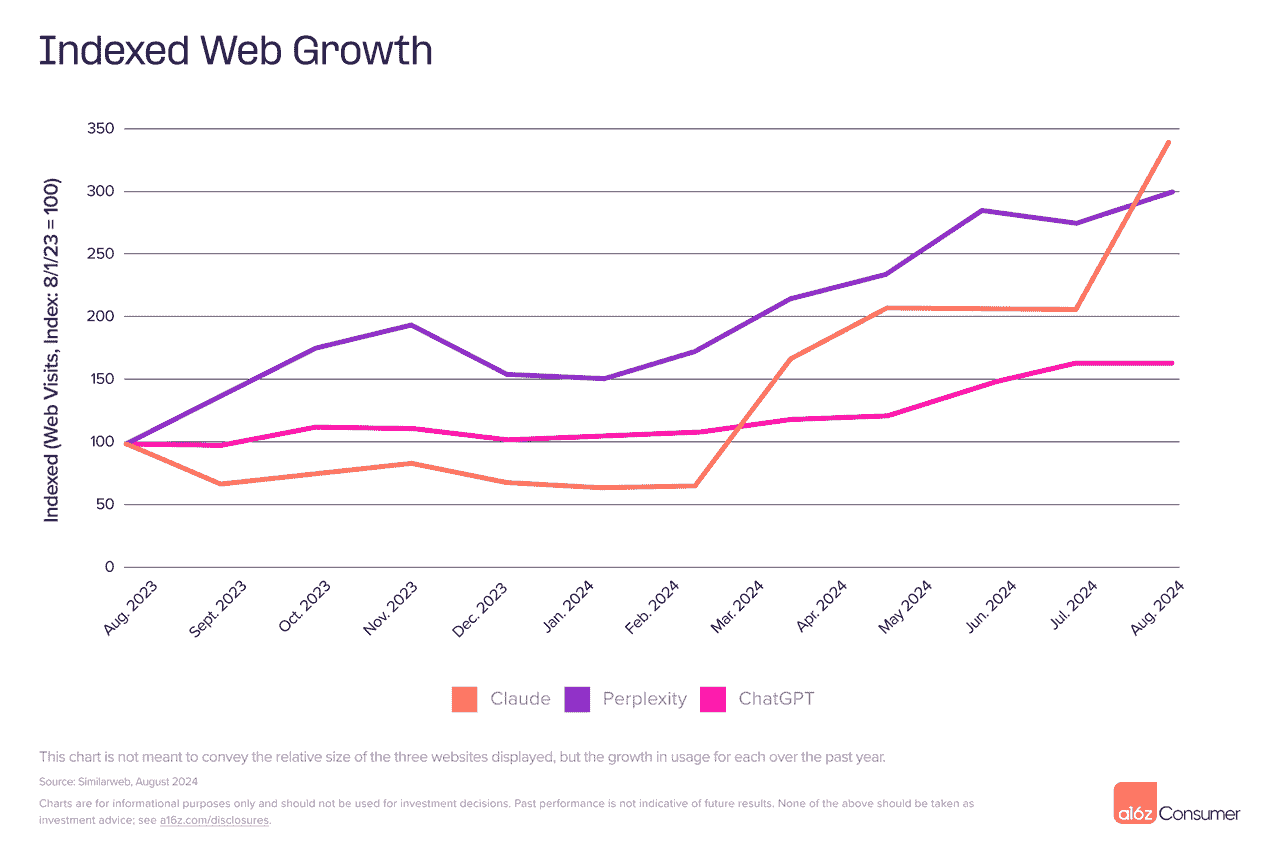 Indexed Web Growth
Indexed (Web Visits, Index: 8/1/23 = 100)
350
300
250
200
150
100
50
0
Aug. 2023
Sept. 2023
Oct. 2023
Nov. 2023
Dec. 2023
Jan. 2024
Feb. 2024
Mar. 2024
Apr. 2024
May 2024
Jun. 2024
Jul. 2024
Aug. 2024
Claude
Perplexity
ChatGPT
This chart is not meant to convey the relative size of the three websites displayed, but the growth in usage for each over the past year.
Source: Similarweb, August 2024
Charts are for informational purposes only and should not be used for investment decisions. Past performance is not indicative of future results. None of the above should be taken as
investment advice; see a16z.com/disclosures.
a16z Consumer